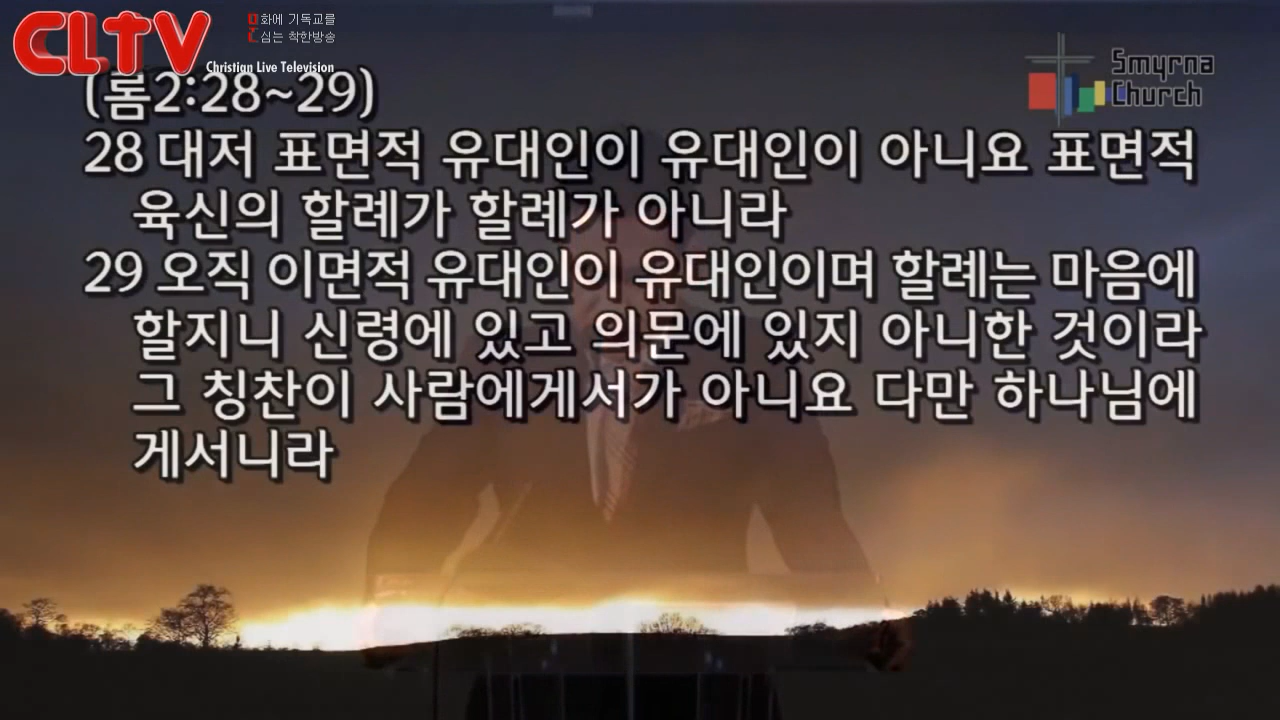 CLTV
화에 기독교를
심는 착한방송
Christian Live Television
Smyrna
Church
(롬2:28~29)
28 대저 표면적 유대인이 유대인이 아니요 표면적
육신의 할례가 할례가 아니라
29 오직 이면적 유대인이 유대인이며 할례는 마음에
할지니 신령에 있고 의문에 있지 아니한 것이라
그 칭찬이 사람에게서가 아니요 다만 하나님에
게서니라